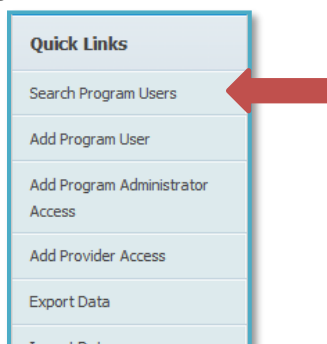 Quick Links
Search Program Users
Add Program User
Add Program Administrator
Access
Add Provider Access
Export Data